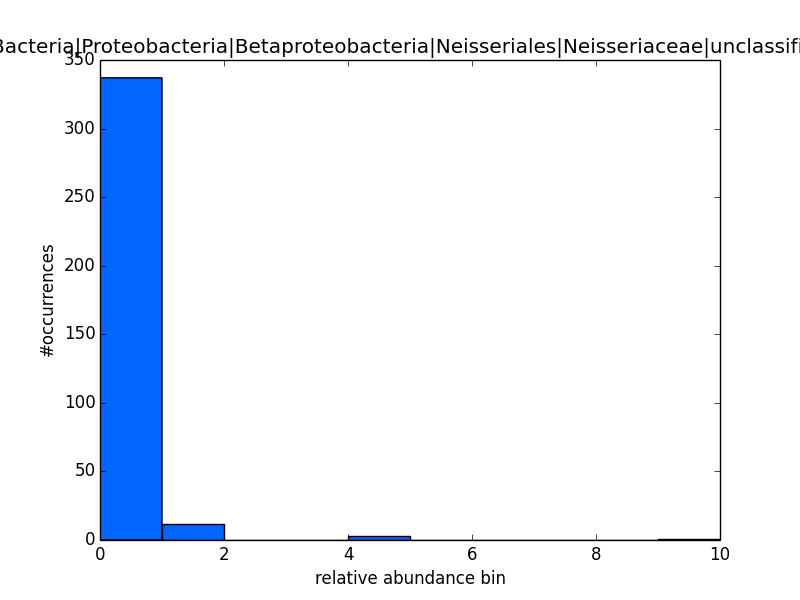 Bacteria|Proteobacteria|Betaproteobacteria|Neisseriales|Neisseriaceae|unclassifi
350
300
250
200
150
100
50
0
#occurrences
0 2 4 6 8 10
relative abundance bin